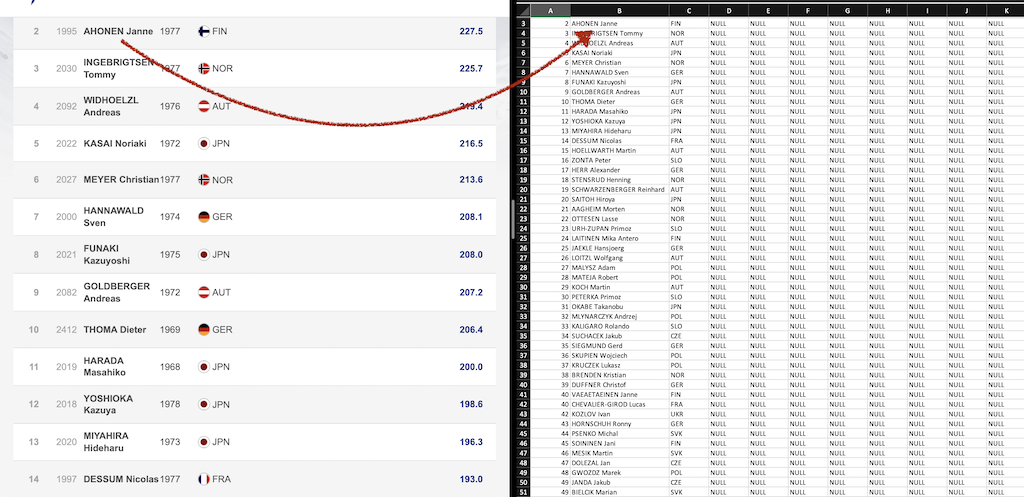 2 1995 AHONEN Janne 1977 FIN 227.5
3 2030 INGEBRIGTSEN Tommy 1977 NOR 225.7
4 2092 WIDHOELZL Andreas 1976 AUT 219.4
5 2022 KASAI Noriaki 1972 JPN 216.5
6 2027 MEYER Christian 1977 NOR 213.6
7 2000 HANNAWALD Sven 1974 GER 208.1
8 2021 FUNAKI Kazuyoshi 1975 JPN 208.0
9 2082 GOLDBERGER Andreas 1972 AUT 207.2
10 2412 THOMA Dieter 1969 GER 206.4
11 2019 HARADA Masahiko 1968 JPN 200.0
12 2018 YOSHIOKA Kazuya 1978 JPN 198.6
13 2020 MIYAHIRA Hideharu 1973 JPN 196.3
14 1997 DESSUM Nicolas 1977 FRA 193.0
A B C D E F G H I J K
3 2 AHONEN Janne FIN NULL NULL NULL NULL NULL NULL NULL NULL
4 3 INGEBRIGTSEN Tommy NOR NULL NULL NULL NULL NULL NULL NULL NULL
5 4 WIDHOELZL Andreas AUT NULL NULL NULL NULL NULL NULL NULL NULL
6 5 KASAI Noriaki JPN NULL NULL NULL NULL NULL NULL NULL NULL
7 6 MEYER Christian NOR NULL NULL NULL NULL NULL NULL NULL NULL
8 7 HANNAWALD Sven GER NULL NULL NULL NULL NULL NULL NULL NULL
9 8 FUNAKI Kazuyoshi JPN NULL NULL NULL NULL NULL NULL NULL NULL
10 9 GOLDBERGER Andreas AUT NULL NULL NULL NULL NULL NULL NULL NULL
11 10 THOMA Dieter GER NULL NULL NULL NULL NULL NULL NULL NULL
12 11 HARADA Masahiko JPN NULL NULL NULL NULL NULL NULL NULL NULL
13 12 YOSHIOKA Kazuya JPN NULL NULL NULL NULL NULL NULL NULL NULL
14 13 MIYAHIRA Hideharu JPN NULL NULL NULL NULL NULL NULL NULL NULL
15 14 DESSUM Nicolas FRA NULL NULL NULL NULL NULL NULL NULL NULL
16 15 HOELLWARTH Martin AUT NULL NULL NULL NULL NULL NULL NULL NULL
17 16 ZONTA Peter SLO NULL NULL NULL NULL NULL NULL NULL NULL
18 17 HERR Alexander GER NULL NULL NULL NULL NULL NULL NULL NULL
19 18 STENSRUD Henning NOR NULL NULL NULL NULL NULL NULL NULL NULL
20 19 SCHWARZENBERGER Reinhard AUT NULL NULL NULL NULL NULL NULL NULL NULL
21 20 SAITOH Hiroya JPN NULL NULL NULL NULL NULL NULL NULL NULL
22 21 AAGHEIM Morten NOR NULL NULL NULL NULL NULL NULL NULL NULL
23 22 OTTESEN Lasse NOR NULL NULL NULL NULL NULL NULL NULL NULL
24 23 URH-ZUPAN Primoz SLO NULL NULL NULL NULL NULL NULL NULL NULL
25 24 LAITINEN Mika Antero FIN NULL NULL NULL NULL NULL NULL NULL NULL
26 25 JAEKLE Hansjoerg GER NULL NULL NULL NULL NULL NULL NULL NULL
27 26 LOITZL Wolfgang AUT NULL NULL NULL NULL NULL NULL NULL NULL
28 27 MALYSZ Adam POL NULL NULL NULL NULL NULL NULL NULL NULL
29 28 MATEJA Robert POL NULL NULL NULL NULL NULL NULL NULL NULL
30 29 KOCH Martin AUT NULL NULL NULL NULL NULL NULL NULL NULL
31 30 PETERKA Primoz SLO NULL NULL NULL NULL NULL NULL NULL NULL
32 31 OKABE Takanobu JPN NULL NULL NULL NULL NULL NULL NULL NULL
33 32 MLYNARCZYK Andrzej POL NULL NULL NULL NULL NULL NULL NULL NULL
34 33 KALIGARO Rolando SLO NULL NULL NULL NULL NULL NULL NULL NULL
35 34 SUCHACEK Jakub CZE NULL NULL NULL NULL NULL NULL NULL NULL
36 35 SIEGMUND Gerd GER NULL NULL NULL NULL NULL NULL NULL NULL
37 36 SKUPIEN Wojciech POL NULL NULL NULL NULL NULL NULL NULL NULL
38 37 KRUCZEK Lukasz POL NULL NULL NULL NULL NULL NULL NULL NULL
39 38 BRENDEN Kristian NOR NULL NULL NULL NULL NULL NULL NULL NULL
40 39 DUFFNER Christof GER NULL NULL NULL NULL NULL NULL NULL NULL
41 40 VAEAETAEINEN Janne FIN NULL NULL NULL NULL NULL NULL NULL NULL
42 40 CHEVALIER-GIROD Lucas FRA NULL NULL NULL NULL NULL NULL NULL NULL
43 42 KOZLOV Ivan UKR NULL NULL NULL NULL NULL NULL NULL NULL
44 43 HORNSCHUH Ronny GER NULL NULL NULL NULL NULL NULL NULL NULL
45 44 PSENKO Michal SVK NULL NULL NULL NULL NULL NULL NULL NULL
46 45 SOININEN Jani FIN NULL NULL NULL NULL NULL NULL NULL NULL
47 46 MESIK Martin SVK NULL NULL NULL NULL NULL NULL NULL NULL
48 47 DOLEZAL Jan CZE NULL NULL NULL NULL NULL NULL NULL NULL
49 48 GWOZDZ Marek POL NULL NULL NULL NULL NULL NULL NULL NULL
50 49 JANDA Jakub CZE NULL NULL NULL NULL NULL NULL NULL NULL
51 49 BIELOK Marian SVK NULL NULL NULL NULL NULL NULL NULL NULL